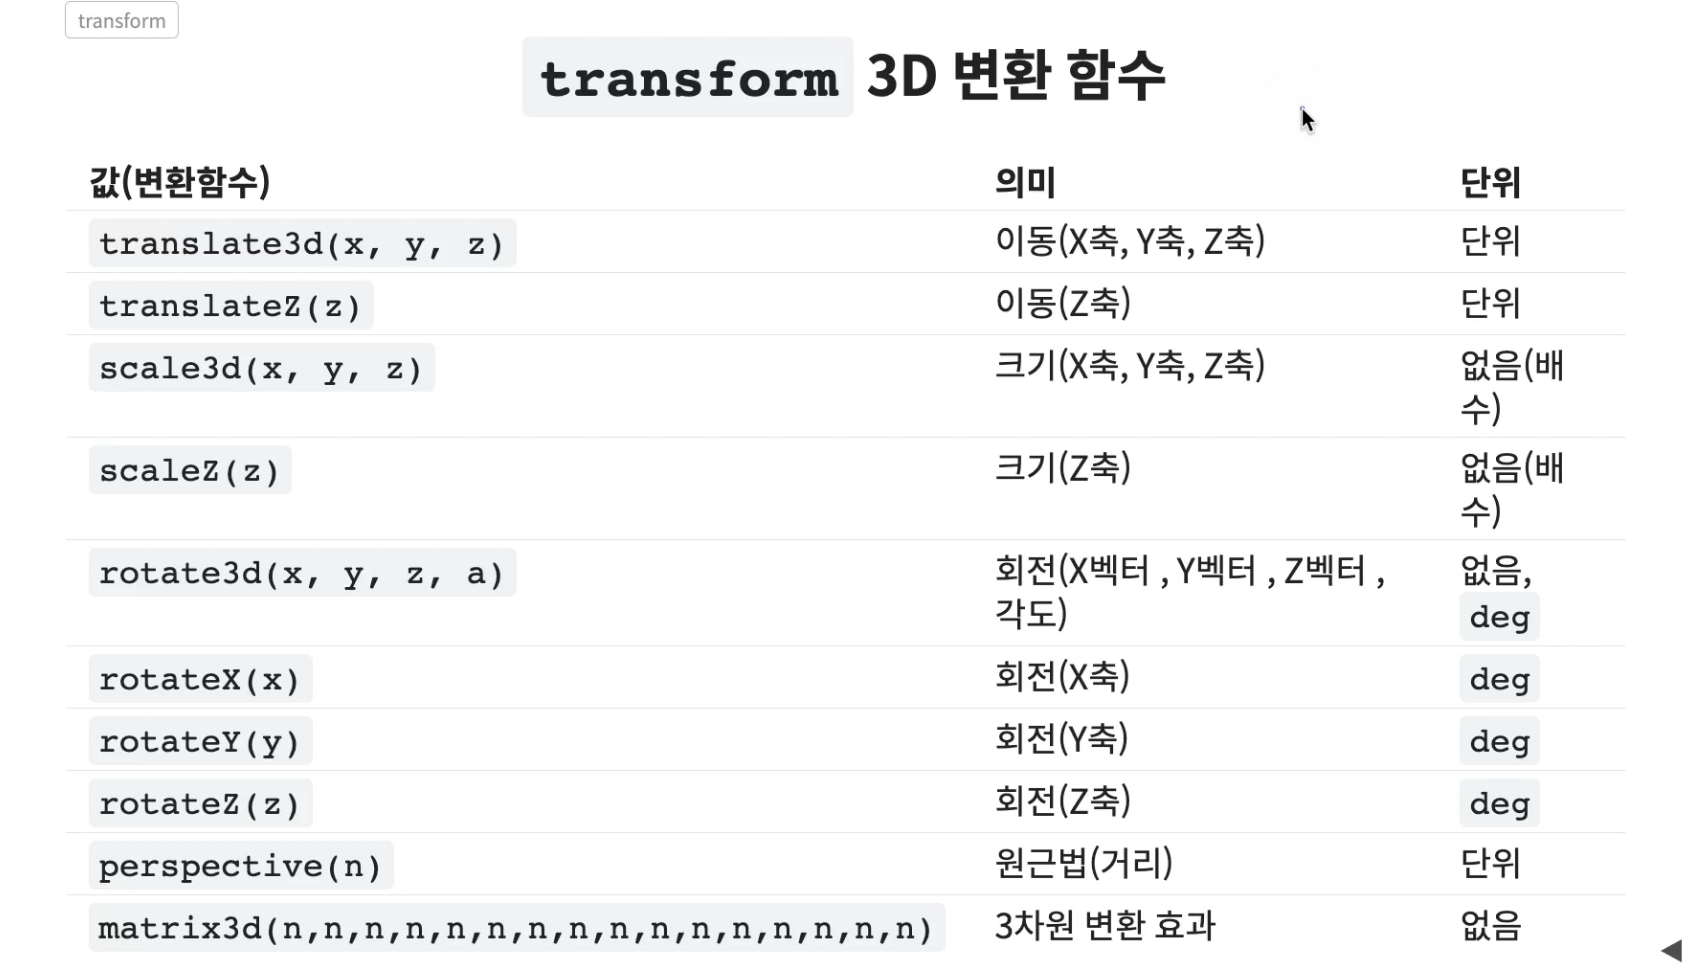 transform
transform 3D 변환 함수
값(변환함수) 의미 단위
translate3d(x, y, z) 이동(X축, Y축, Z축) 단위
translateZ(z) 이동(Z축) 단위
scale3d(x, y, z) 크기(X축, Y축, Z축) 없음(배
수)
scaleZ(z) 크기(Z축) 없음(배
수)
rotate3d(x, y, z, a) 회전(X벡터 , Y벡터 , Z벡터 , 없음,
각도) deg
rotateX(x) 회전(X축) deg
rotateY(y) 회전(Y축) deg
rotateZ(z) 회전(Z축) deg
perspective(n) 원근법(거리) 단위
matrix3d(n,n,n,n,n,n,n,n,n,n,n,n,n,n,n,n) 3차원 변환 효과 없음